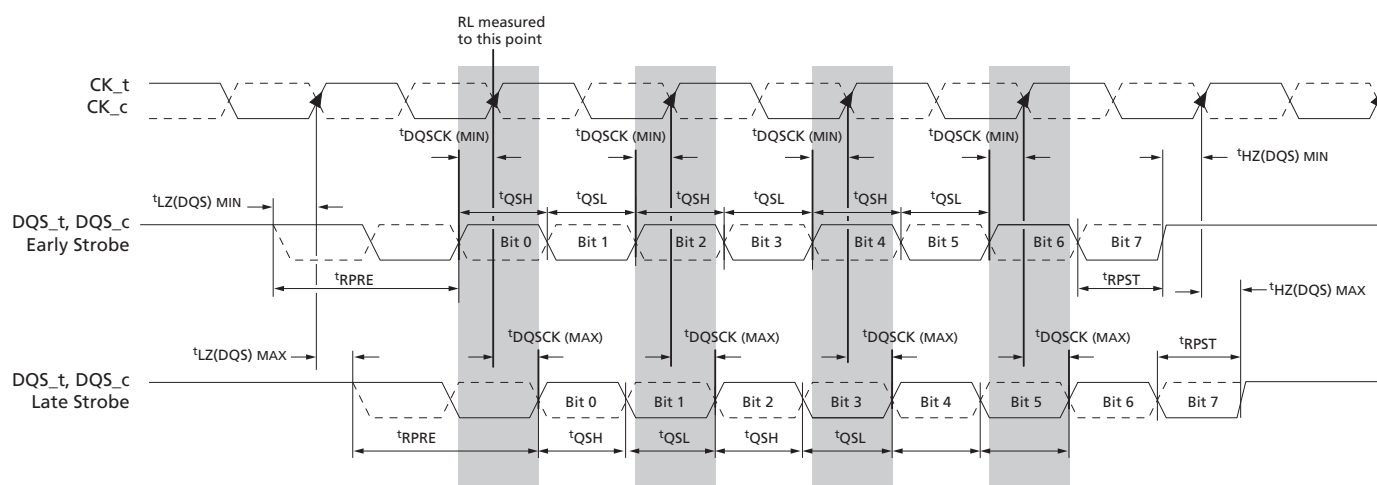 RL measured
to this point
CK_t
CK_c
tDQSCK (MIN) tDQSCK (MIN) tDQSCK (MIN) tDQSCK (MIN)
tHZ(DQS) MIN
tLZ(DQS) MIN
tQSH tQSL tQSH tQSL tQSH tQSL
DQS_t, DQS_c
Early Strobe
Bit 0 Bit 1 Bit 2 Bit 3 Bit 4 Bit 5 Bit 6 Bit 7
tRPRE
tRPST
tHZ(DQS) MAX
tDQSCK (MAX) tDQSCK (MAX) tDQSCK (MAX) tDQSCK (MAX)
tRPST
tLZ(DQS) MAX
DQS_t, DQS_c
Late Strobe
Bit 0 Bit 1 Bit 2 Bit 3 Bit 4 Bit 5 Bit 6 Bit 7
tRPRE tQSH tQSL tQSH tQSL